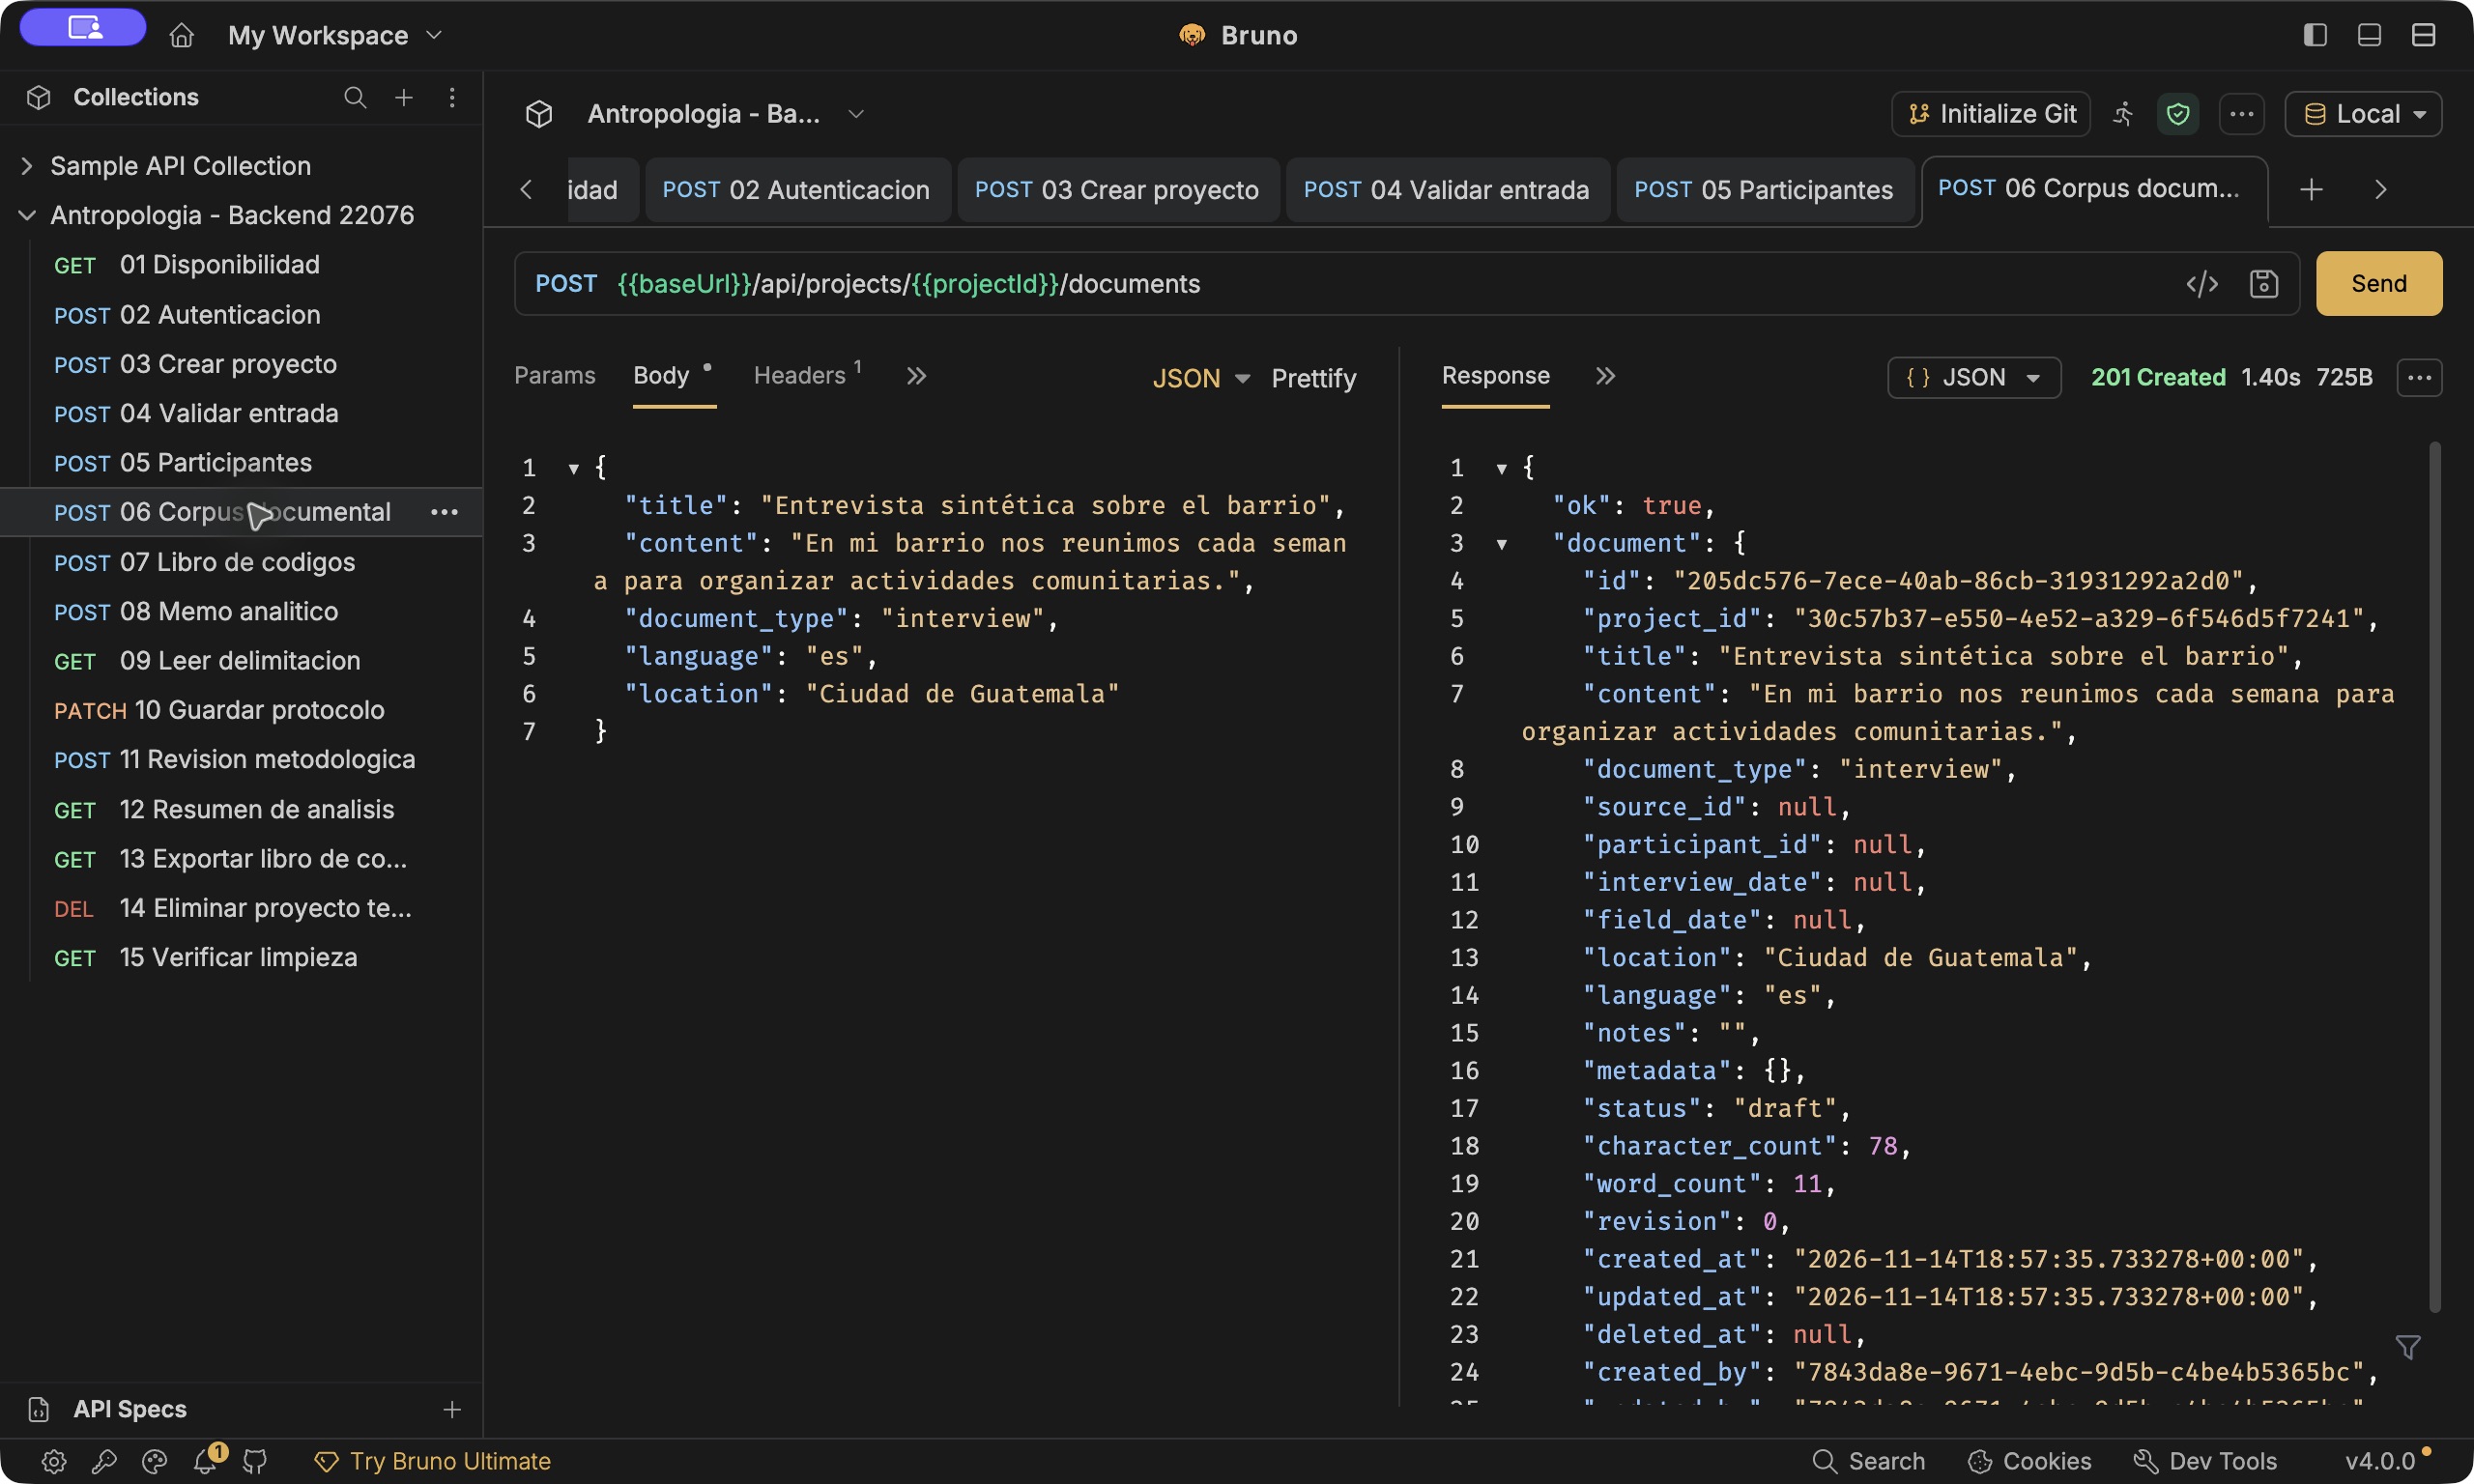 My Workspace
Bruno
Collections
Sample API Collection
Antropologia - Backend 22076
GET 01 Disponibilidad
POST 02 Autenticacion
POST 03 Crear proyecto
POST 04 Validar entrada
POST 05 Participantes
POST 06 Corpus documental
POST 07 Libro de codigos
POST 08 Memo analitico
GET 09 Leer delimitacion
PATCH 10 Guardar protocolo
POST 11 Revision metodologica
GET 12 Resumen de analisis
GET 13 Exportar libro de co...
DEL 14 Eliminar proyecto te...
GET 15 Verificar limpieza
API Specs
Antropologia - Ba...
Initialize Git
Local
idad
POST 02 Autenticacion
POST 03 Crear proyecto
POST 04 Validar entrada
POST 05 Participantes
POST 06 Corpus docum...
POST {{baseUrl}}/api/projects/{{projectId}}/documents
Send
Params
Body
Headers 1
JSON
Prettify
1 {
2 "title": "Entrevista sintética sobre el barrio",
3 "content": "En mi barrio nos reunimos cada seman
a para organizar actividades comunitarias.",
4 "document_type": "interview",
5 "language": "es",
6 "location": "Ciudad de Guatemala"
7 }
Response
{ } JSON
201 Created 1.40s 725B
1 {
2 "ok": true,
3 "document": {
4 "id": "205dc576-7ece-40ab-86cb-31931292a2d0",
5 "project_id": "30c57b37-e550-4e52-a329-6f546d5f7241",
6 "title": "Entrevista sintética sobre el barrio",
7 "content": "En mi barrio nos reunimos cada semana para
organizar actividades comunitarias.",
8 "document_type": "interview",
9 "source_id": null,
10 "participant_id": null,
11 "interview_date": null,
12 "field_date": null,
13 "location": "Ciudad de Guatemala",
14 "language": "es",
15 "notes": "",
16 "metadata": {},
17 "status": "draft",
18 "character_count": 78,
19 "word_count": 11,
20 "revision": 0,
21 "created_at": "2026-11-14T18:57:35.733278+00:00",
22 "updated_at": "2026-11-14T18:57:35.733278+00:00",
23 "deleted_at": null,
24 "created_by": "7843da8e-9671-4ebc-9d5b-c4be4b5365bc",
1
Try Bruno Ultimate
Search
Cookies
Dev Tools
v4.0.0